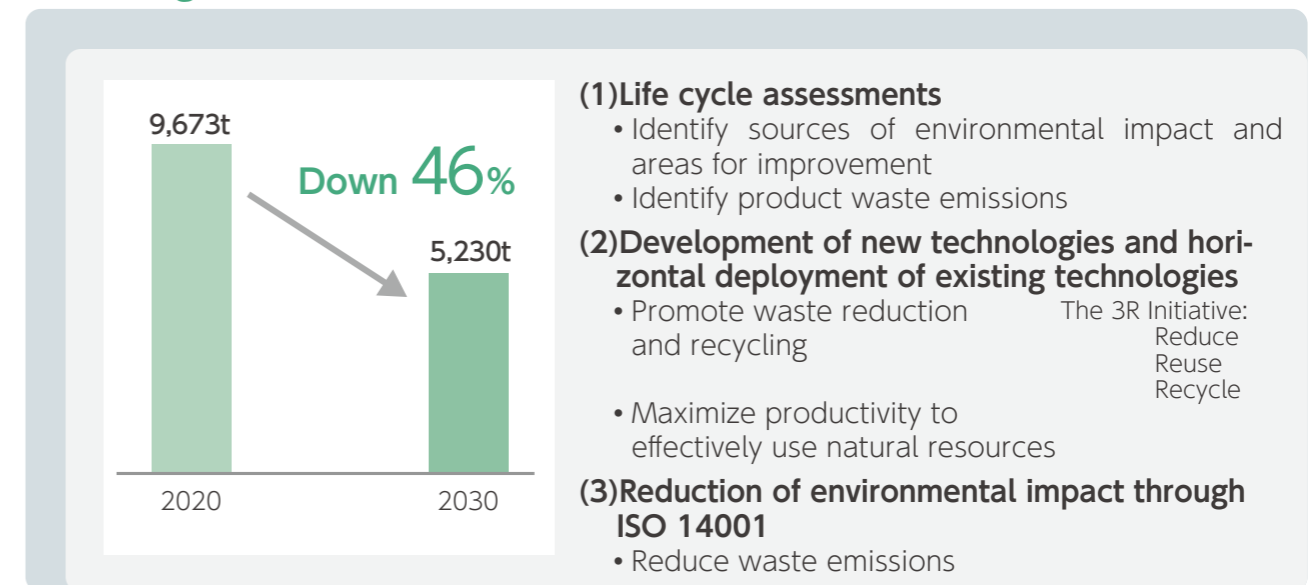 9,673t
Down 46%
5,230t
2020
2030
(1)Life cycle assessments
• Identify sources of environmental impact and
areas for improvement
• Identify product waste emissions
(2)Development of new technologies and hori-
zontal deployment of existing technologies
• Promote waste reduction
and recycling
The 3R Initiative:
Reduce
Reuse
Recycle
• Maximize productivity to
effectively use natural resources
(3)Reduction of environmental impact through
ISO 14001
• Reduce waste emissions